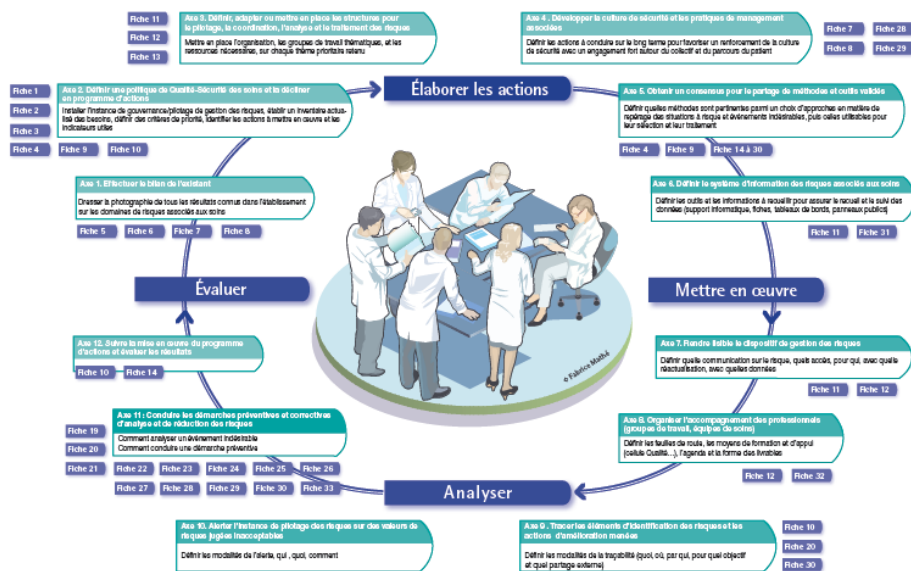 Fiche 11
Fiche 12
Fiche 13
Axe 3. Définir, adapter ou mettre en place les structures pour
le pilotage, la coordination, l'analyse et le traitement des risques
Mettre en place l'organisation, les groupes de travail thématiques, et les
ressources nécessaires, sur chaque thème prioritaire retenu
Axe 4 . Développer la culture de sécurité et les pratiques de management
associées
Définir les actions à conduire sur le long terme pour favoriser un renforcement de la culture
de sécurité avec un engagement fort autour du collectif et du parcours du patient
Fiche 7
Fiche 28
Fiche 8
Fiche 29
Élaborer les actions
Fiche 1
Fiche 2
Fiche 3
Fiche 4
Fiche 9
Fiche 10
Axe 2. Définir une politique de Qualité-Sécurité des soins et la décliner
en programme d'actions
Installer l'instance de gouvernance/pilotage de gestion des risques, établir un inventaire actua-
lisé des besoins, définir des critères de priorité, identifier les actions à mettre en œuvre et les
indicateurs utiles
Axe 5. Obtenir un consensus pour le partage de méthodes et outils validés
Définir quelles méthodes sont pertinentes parmi un choix d'approches en matière de
repérage des situations à risque et événements indésirables, puis celles utilisables pour
leur sélection et leur traitement
Fiche 4
Fiche 9
Fiche 14 à 30
Axe 1. Effectuer le bilan de l'existant
Dresser la photographie de tous les résultats connus dans l'établissement
sur les domaines de risques associés aux soins
Fiche 5
Fiche 6
Fiche 7
Fiche 8
Axe 6. Définir le système d'information des risques associés aux soins
Définir les outils et les informations à recueillir pour assurer le recueil et le suivi des
données (support informatique, fiches, tableaux de bords, panneaux publics)
Fiche 11
Fiche 31
Évaluer
Mettre en œuvre
Axe 12. Suivre la mise en œuvre du programme
d'actions et évaluer les résultats
Fiche 10
Fiche 14
Axe 7. Rendre lisible le dispositif de gestion des risques
Définir quelle communication sur le risque, quels accès, pour qui, avec quelle
réactualisation, avec quelles données
Fiche 11
Fiche 12
© Fabrice Mathé
Axe 11 : Conduire les démarches préventives et correctives
d'analyse et de réduction des risques
Comment analyser un événement indésirable
Comment conduire une démarche préventive
Fiche 19
Fiche 20
Fiche 21
Fiche 22
Fiche 23
Fiche 24
Fiche 25
Fiche 26
Fiche 27
Fiche 28
Fiche 29
Fiche 30
Fiche 33
Axe 8. Organiser l'accompagnement des professionnels
(groupes de travail, équipes de soins)
Définir les feuilles de route, les moyens de formation et d'appui
(cellule Qualité...), l'agenda et la forme des livrables
Fiche 12
Fiche 32
Analyser
Axe 10. Alerter l'instance de pilotage des risques sur des valeurs de
risques jugées inacceptables
Définir les modalités de l'alerte, qui , quoi, comment
Axe 9 . Tracer les éléments d'identification des risques et les
actions d'amélioration menées
Définir les modalités de la traçabilité (quoi, où, par qui, pour quel objectif
et quel partage externe)
Fiche 10
Fiche 20
Fiche 30